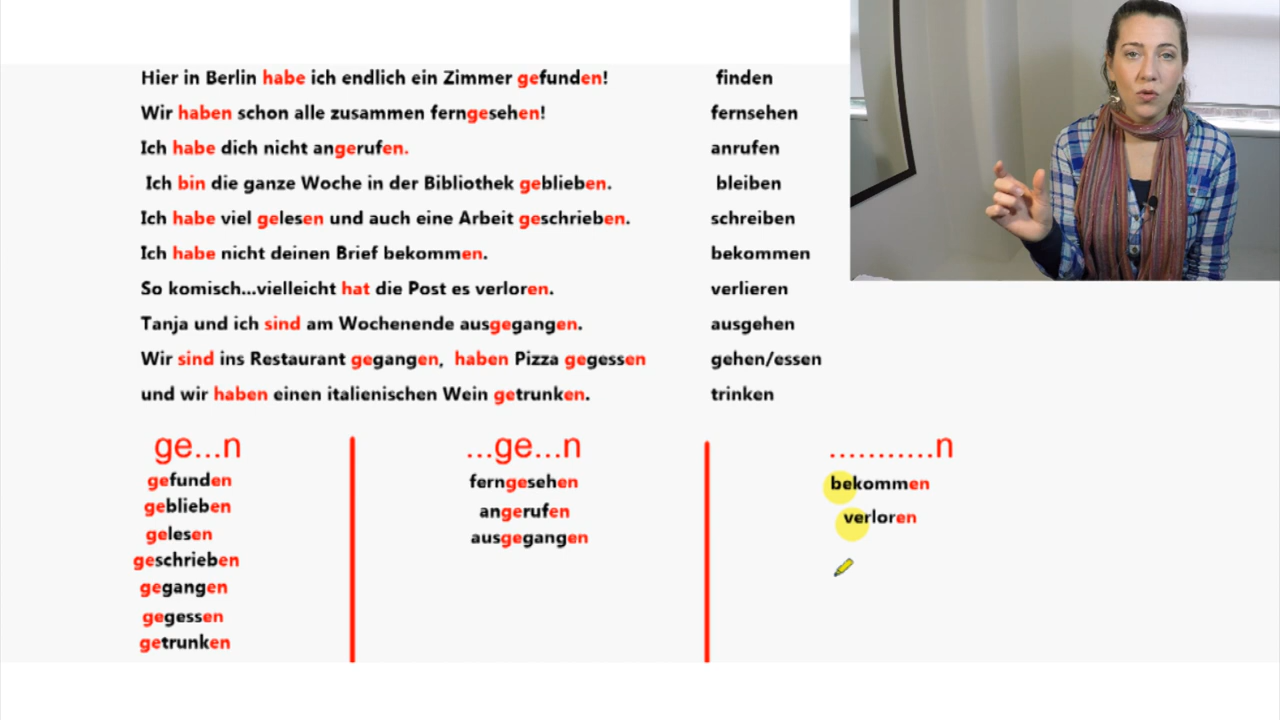 Hier in Berlin habe ich endlich ein Zimmer gefunden! finden
Wir haben schon alle zusammen ferngesehen! fernsehen
Ich habe dich nicht angerufen. anrufen
Ich bin die ganze Woche in der Bibliothek geblieben. bleiben
Ich habe viel gelesen und auch eine Arbeit geschrieben. schreiben
Ich habe nicht deinen Brief bekommen. bekommen
So komisch...vielleicht hat die Post es verloren. verlieren
Tanja und ich sind am Wochenende ausgegangen. ausgehen
Wir sind ins Restaurant gegangen, haben Pizza gegessen gehen/essen
und wir haben einen italienischen Wein getrunken. trinken
ge...n
gefunden
geblieben
gelesen
geschrieben
gegangen
gegessen
getrunken
...ge...n
ferngesehen
angerufen
ausgegangen
...........n
bekommen
verloren